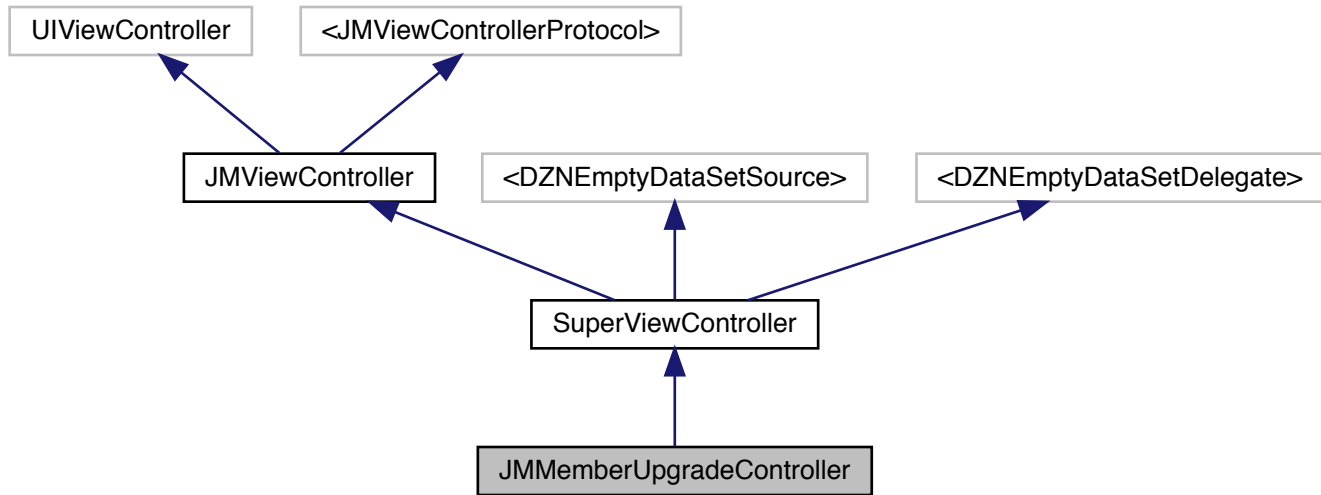 UIViewController
<JMViewControllerProtocol>
JMViewController
<DZNEmptyDataSetSource>
<DZNEmptyDataSetDelegate>
SuperViewController
JMMemberUpgradeController